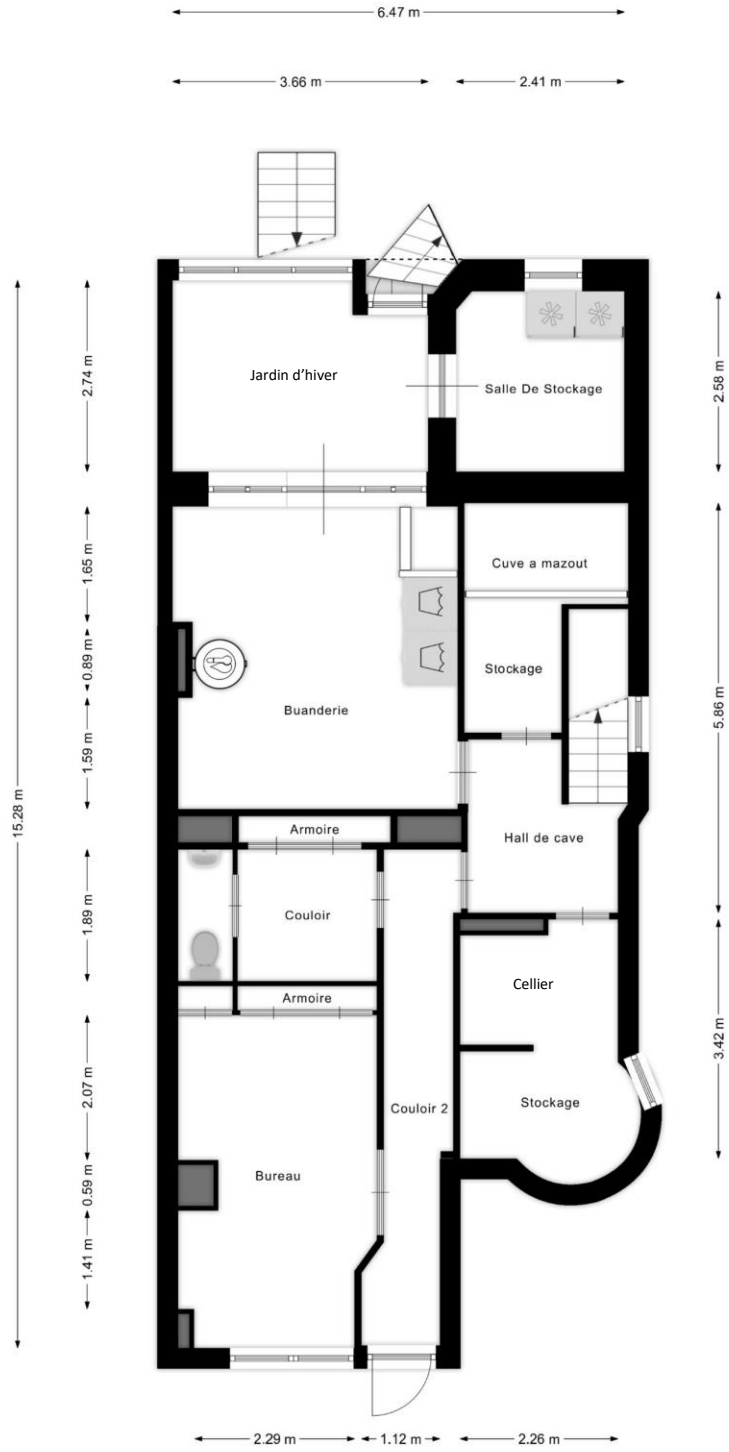 6.47 m
3.66 m
2.41 m
Jardin d'hiver
Salle De Stockage
2.74 m
2.58 m
Cuve a mazout
1.65 m
Stockage
0.89 m
Buanderie
5.86 m
1.59 m
15.28 m
Armoire
Hall de cave
Couloir
1.89 m
Cellier
Armoire
3.42 m
2.07 m
Stockage
Couloir 2
Bureau
0.59 m
1.41 m
2.29 m
1.12 m
2.26 m